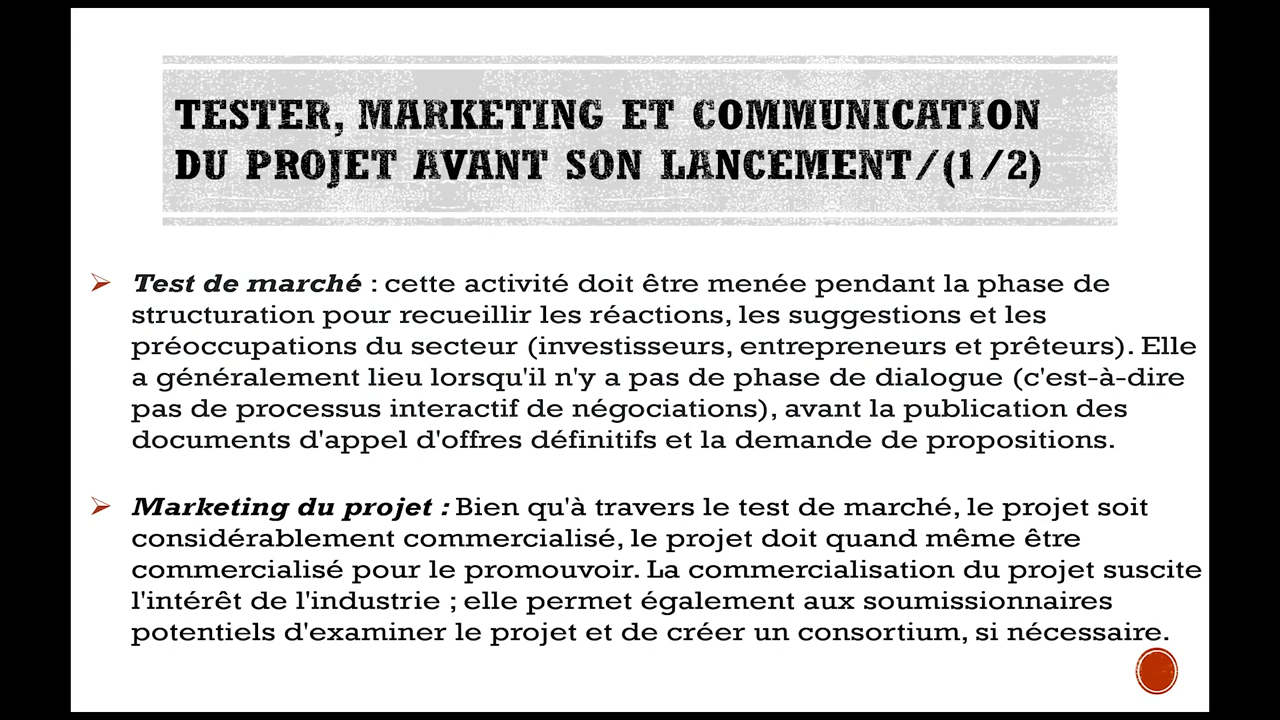 TESTER, MARKETING ET COMMUNICATION
DU PROJET AVANT SON LANCEMENT/(1/2)
Test de marché : cette activité doit être menée pendant la phase de
structuration pour recueillir les réactions, les suggestions et les
préoccupations du secteur (investisseurs, entrepreneurs et prêteurs). Elle
a généralement lieu lorsqu'il n'y a pas de phase de dialogue (c'est-à-dire
pas de processus interactif de négociations), avant la publication des
documents d'appel d'offres définitifs et la demande de propositions.
Marketing du projet : Bien qu'à travers le test de marché, le projet soit
considérablement commercialisé, le projet doit quand même être
commercialisé pour le promouvoir. La commercialisation du projet suscite
l'intérêt de l'industrie ; elle permet également aux soumissionnaires
potentiels d'examiner le projet et de créer un consortium, si nécessaire.